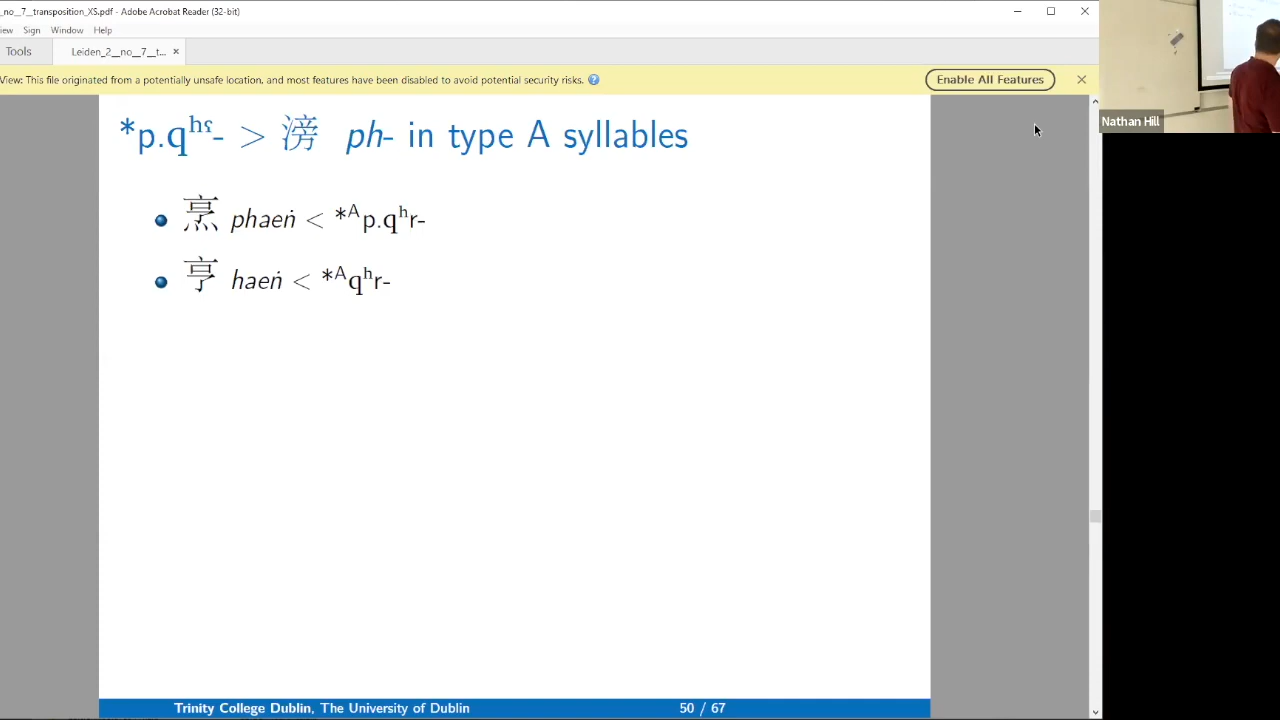 _no__7__transposition_XS.pdf - Adobe Acrobat Reader (32-bit)
iew Sign Window Help
Tools Leiden_2__no__7__t... ×
View: This file originated from a potentially unsafe location, and most features have been disabled to avoid potential security risks. Enable All Features
*p.qʰˤ- > 滂 ph- in type A syllables
烹 phaeṅ < *ᴬp.qʰr-
亨 haeṅ < *ᴬqʰr-
Trinity College Dublin, The University of Dublin 50 / 67
Nathan Hill